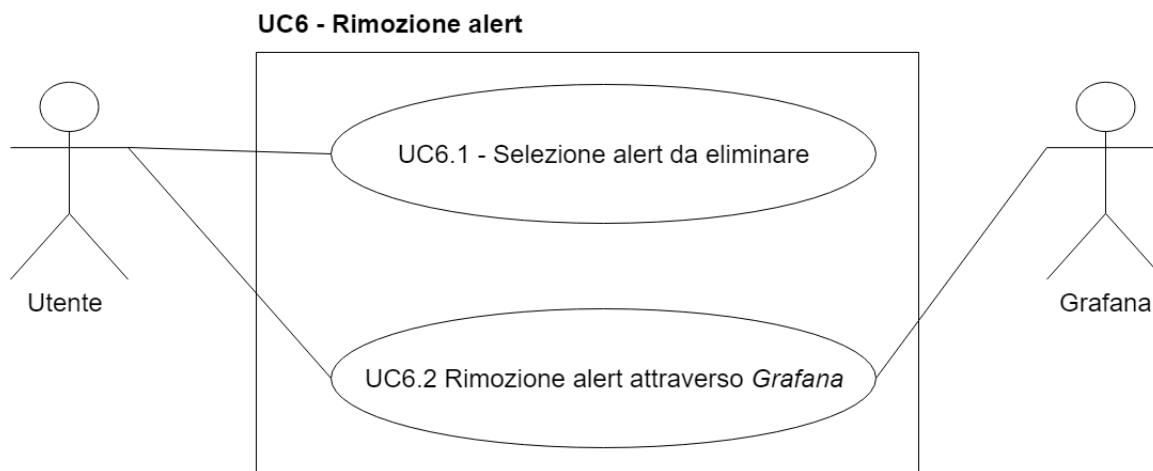 UC6 - Rimozione alert
UC6.1 - Selezione alert da eliminare
Utente
Grafana
UC6.2 Rimozione alert attraverso Grafana